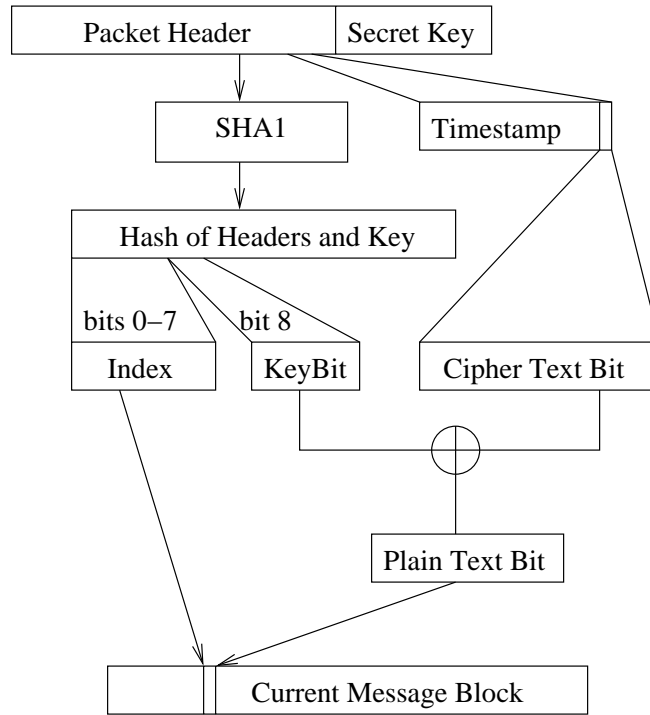 Packet Header
Secret Key
SHA1
Timestamp
Hash of Headers and Key
bits 0–7
bit 8
Index
KeyBit
Cipher Text Bit
Plain Text Bit
Current Message Block